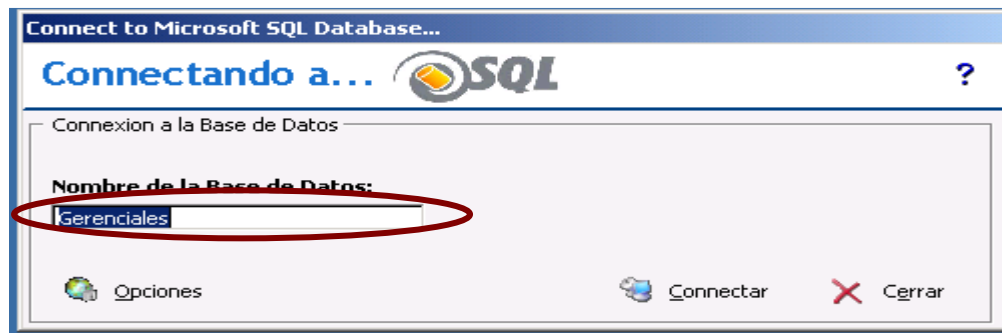 Connect to Microsoft SQL Database...
Connectando a... SQL ?
Connexion a la Base de Datos
Nombre de la Base de Datos:
Gerenciales
Opciones Connectar Cerrar